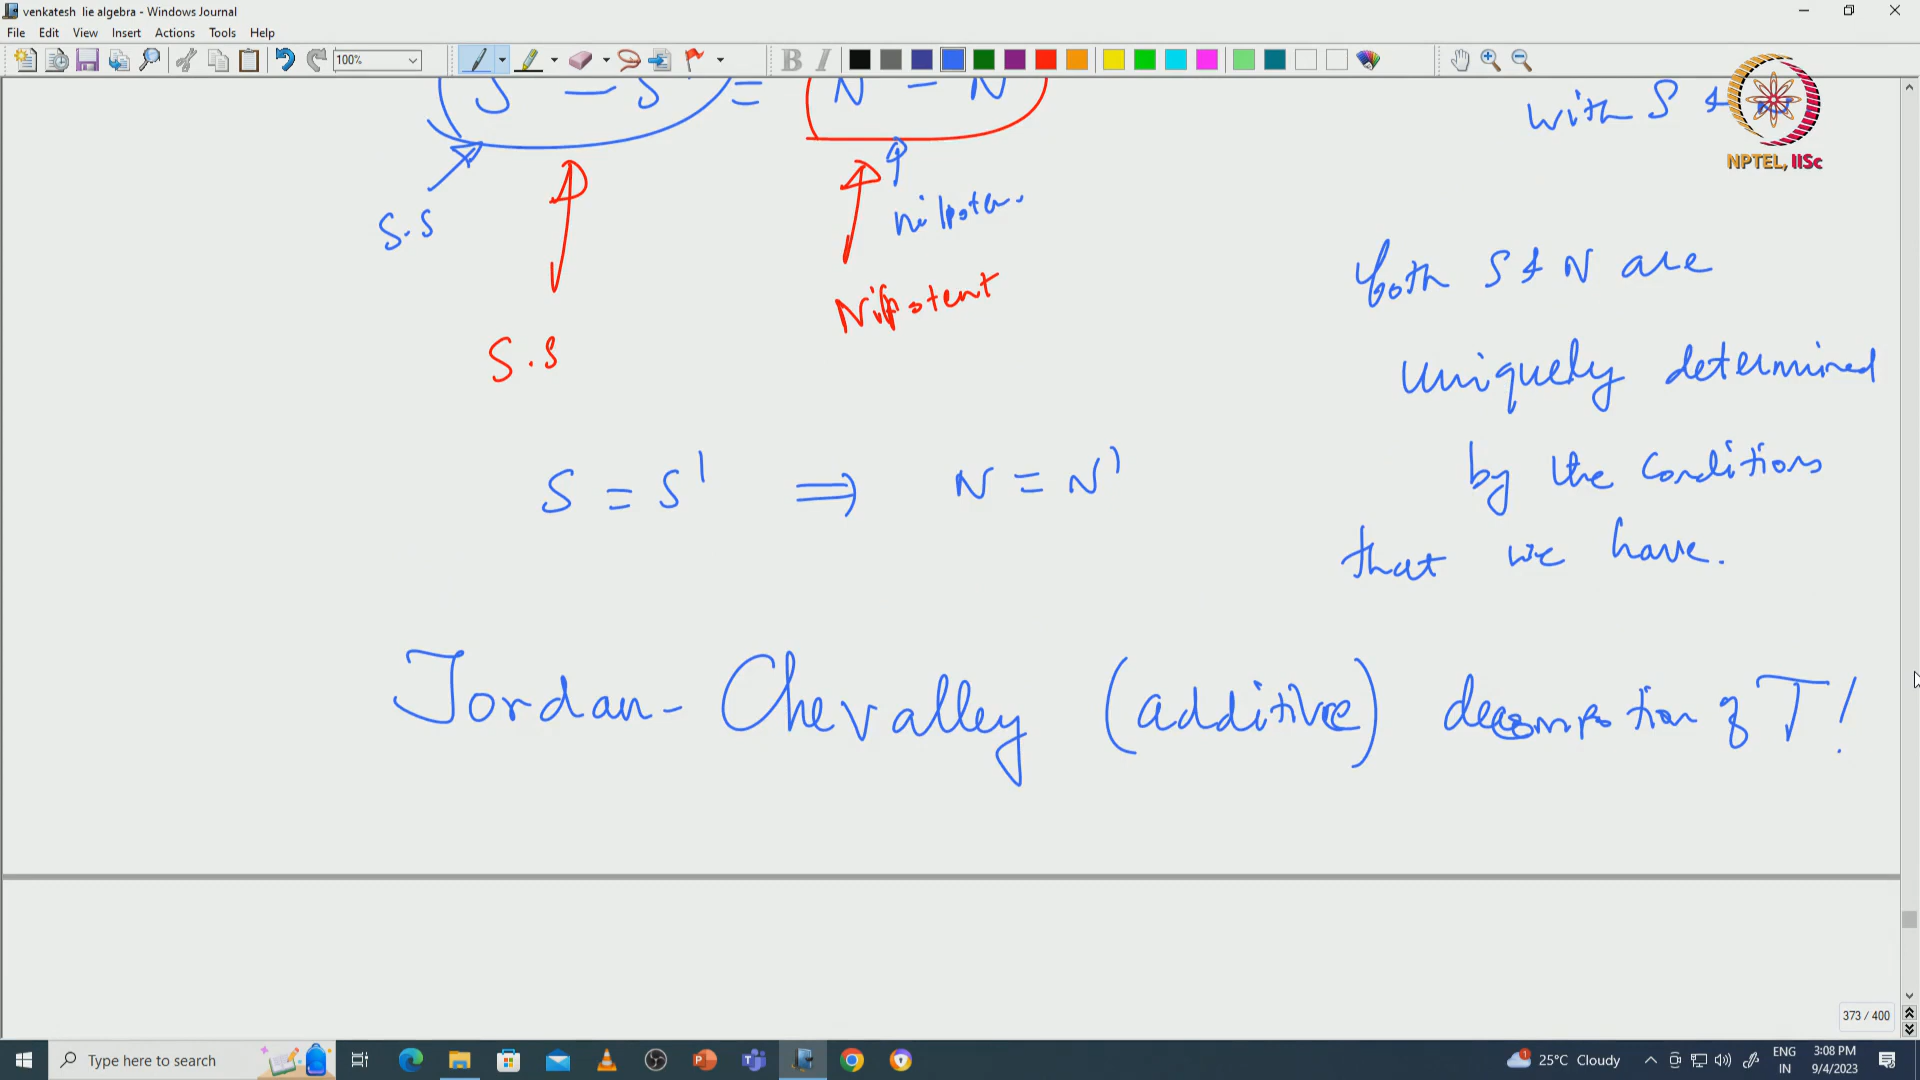 venkatesh lie algebra - Windows Journal
File Edit View Insert Actions Tools Help
100%
S - S' = N - N'
with S &
NPTEL, IISc
S.S
nilpoten.
S.S
Nilpotent
both S & N are
uniquely determined
by the conditions
that we have.
S = S' ⟹ N = N'
Jordan-Chevalley (additive) decompotion of T!
373 / 400
Type here to search
25°C Cloudy
ENG
IN
3:08 PM
9/4/2023